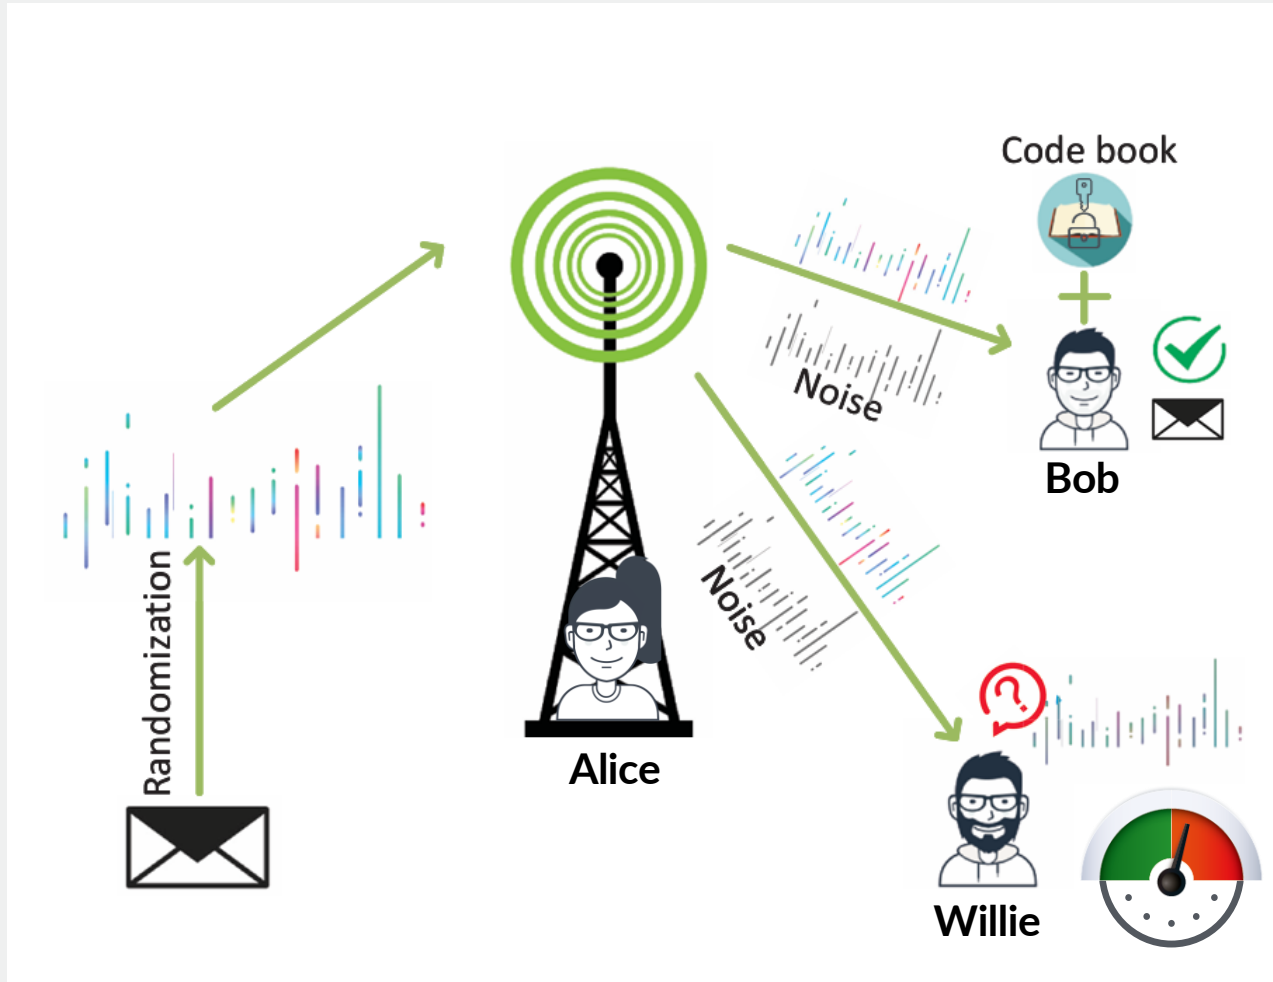 Code book
Noise
Bob
Noise
Randomization
Alice
Willie